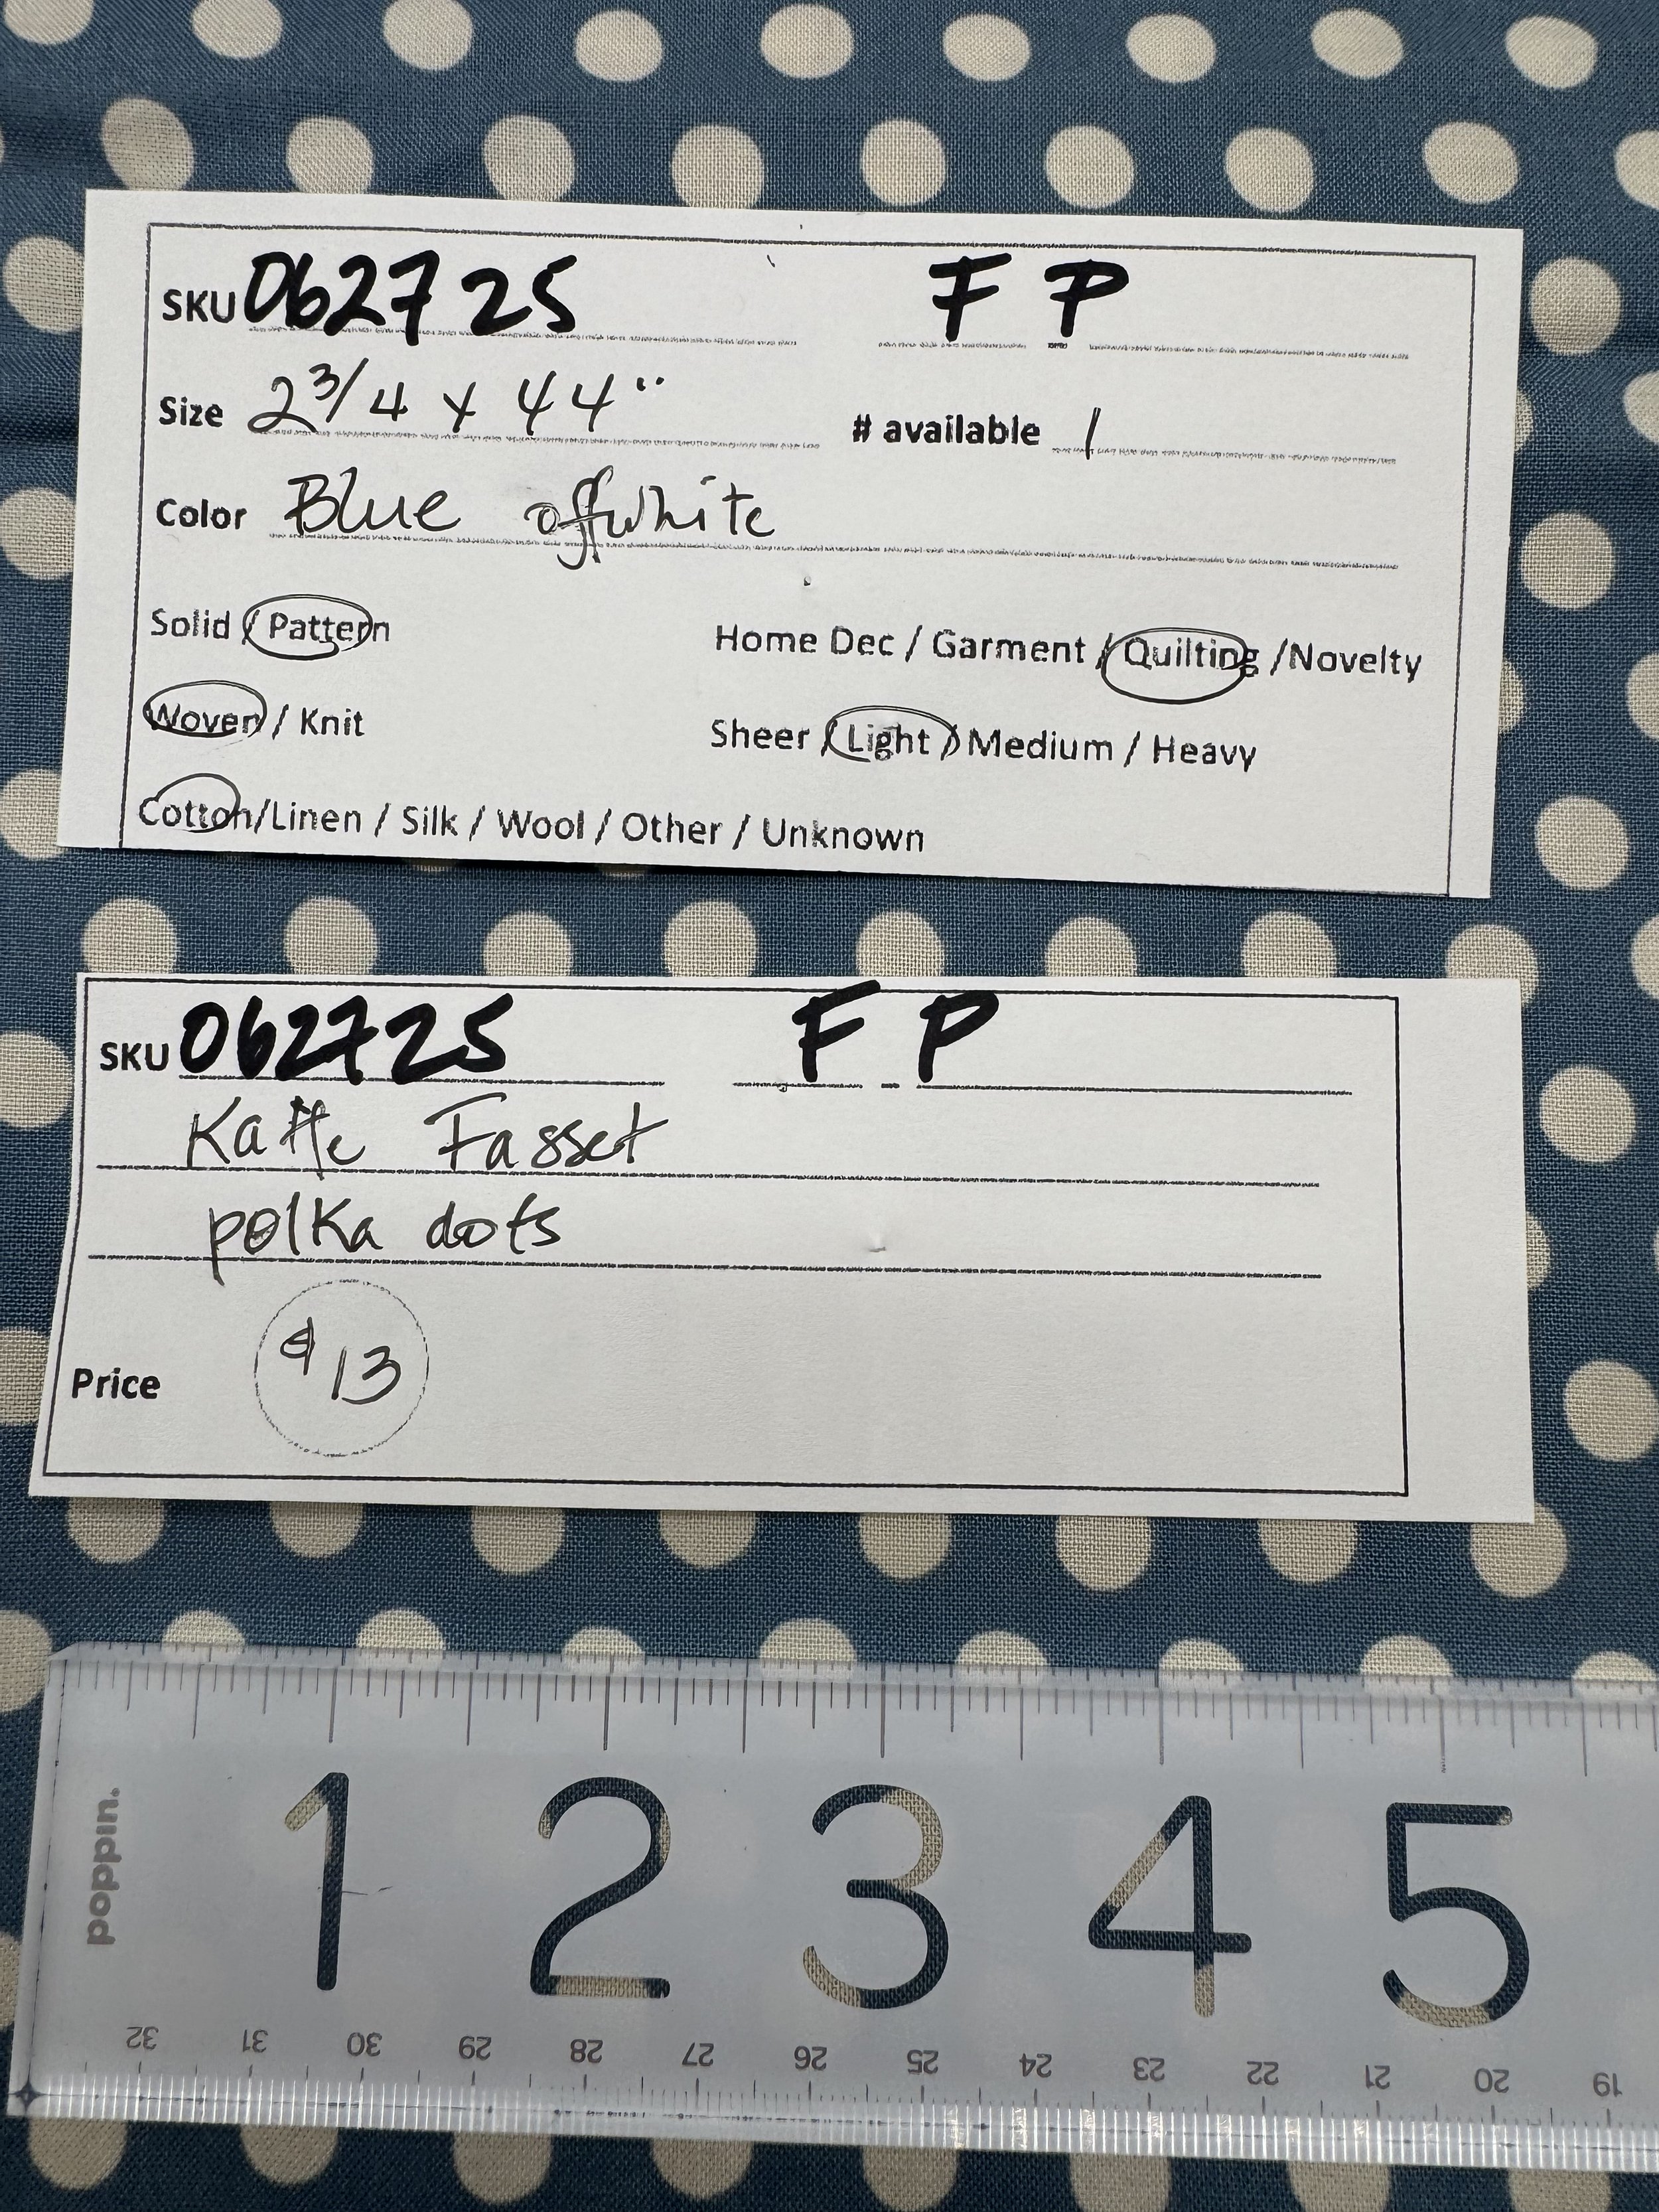 SKU 062725 F P
Size 2 3/4 x 44" # available 1
Color Blue offwhite
Solid / Pattern Home Dec / Garment / Quilting /Novelty
Woven / Knit Sheer / Light / Medium / Heavy
Cotton/Linen / Silk / Wool / Other / Unknown
SKU 062725 F P
Kaffe Fasset
polka dots
Price $13
poppin.
1 2 3 4 5
32 31 30 29 28 27 26 25 24 23 22 21 20 19